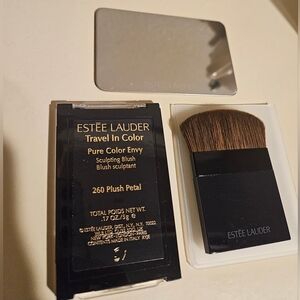 ESTĒE LAUDER
Travel In Color
Pure Color Envy
Sculpting Blush
Blush sculptant
260 Plush Petal
TOTAL POIDS NET WT.
.17 OZ./5g ℮
ESTĒE LAUDER